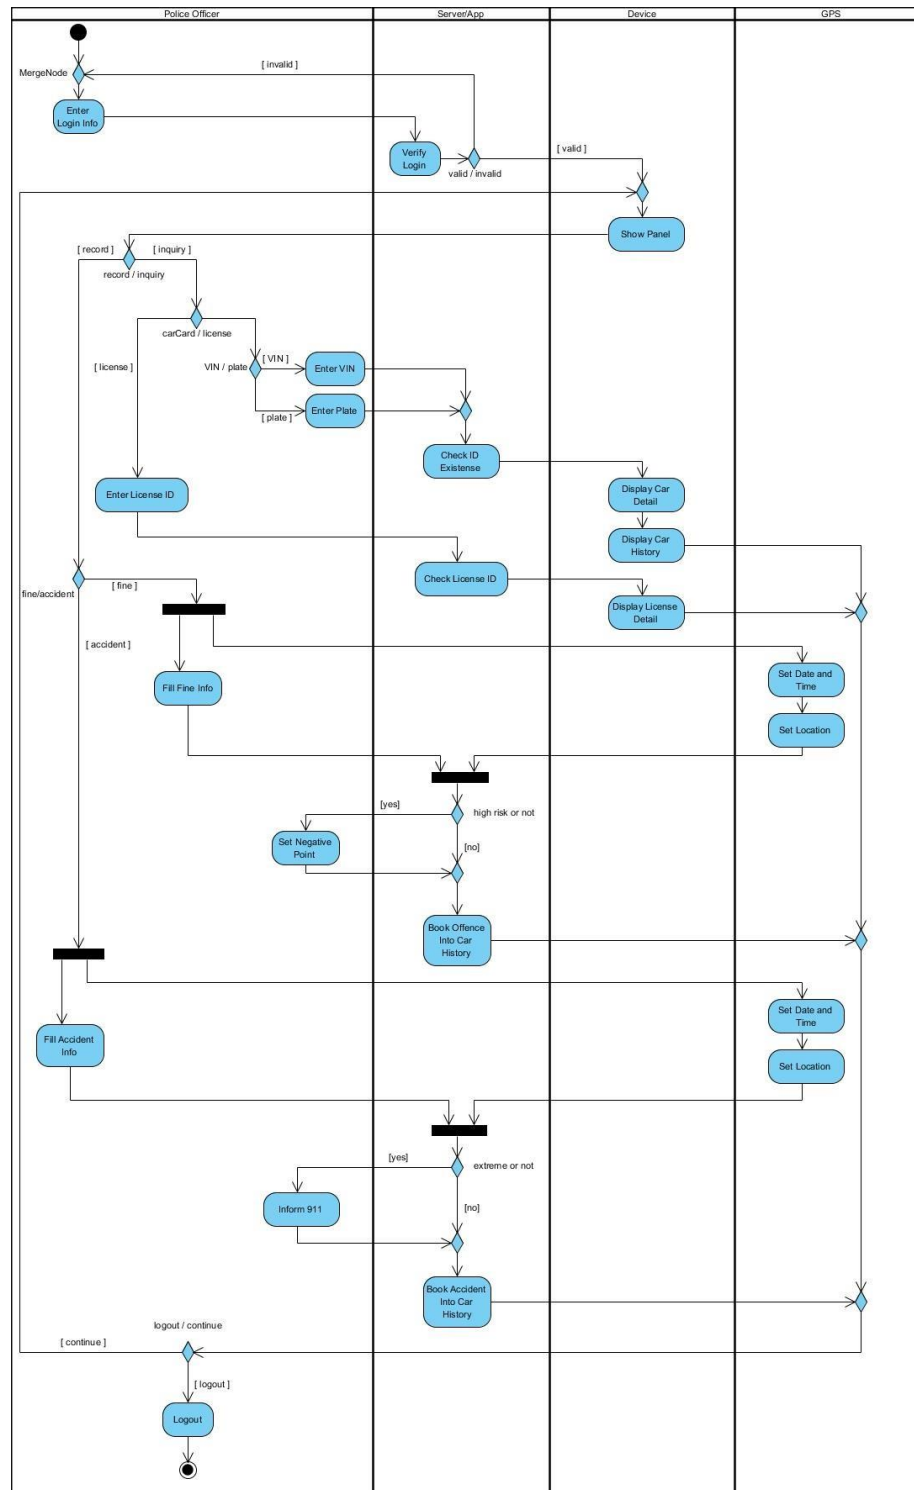 Police Officer
Server/App
Device
GPS
MergeNode
[ invalid ]
Enter
Login Info
Verify
Login
valid / invalid
[ valid ]
Show Panel
[ record ]
[ inquiry ]
record / inquiry
carCard / license
[ license ]
VIN / plate
[ VIN ]
Enter VIN
[ plate ]
Enter Plate
Check ID
Existense
Enter License ID
Display Car
Detail
Display Car
History
Check License ID
Display License
Detail
fine/accident
[ fine ]
[ accident ]
Fill Fine Info
Set Date and
Time
Set Location
[yes]
high risk or not
Set Negative
Point
[no]
Book Offence
Into Car
History
Fill Accident
Info
Set Date and
Time
Set Location
[yes]
extreme or not
Inform 911
[no]
Book Accident
Into Car
History
logout / continue
[ continue ]
[ logout ]
Logout